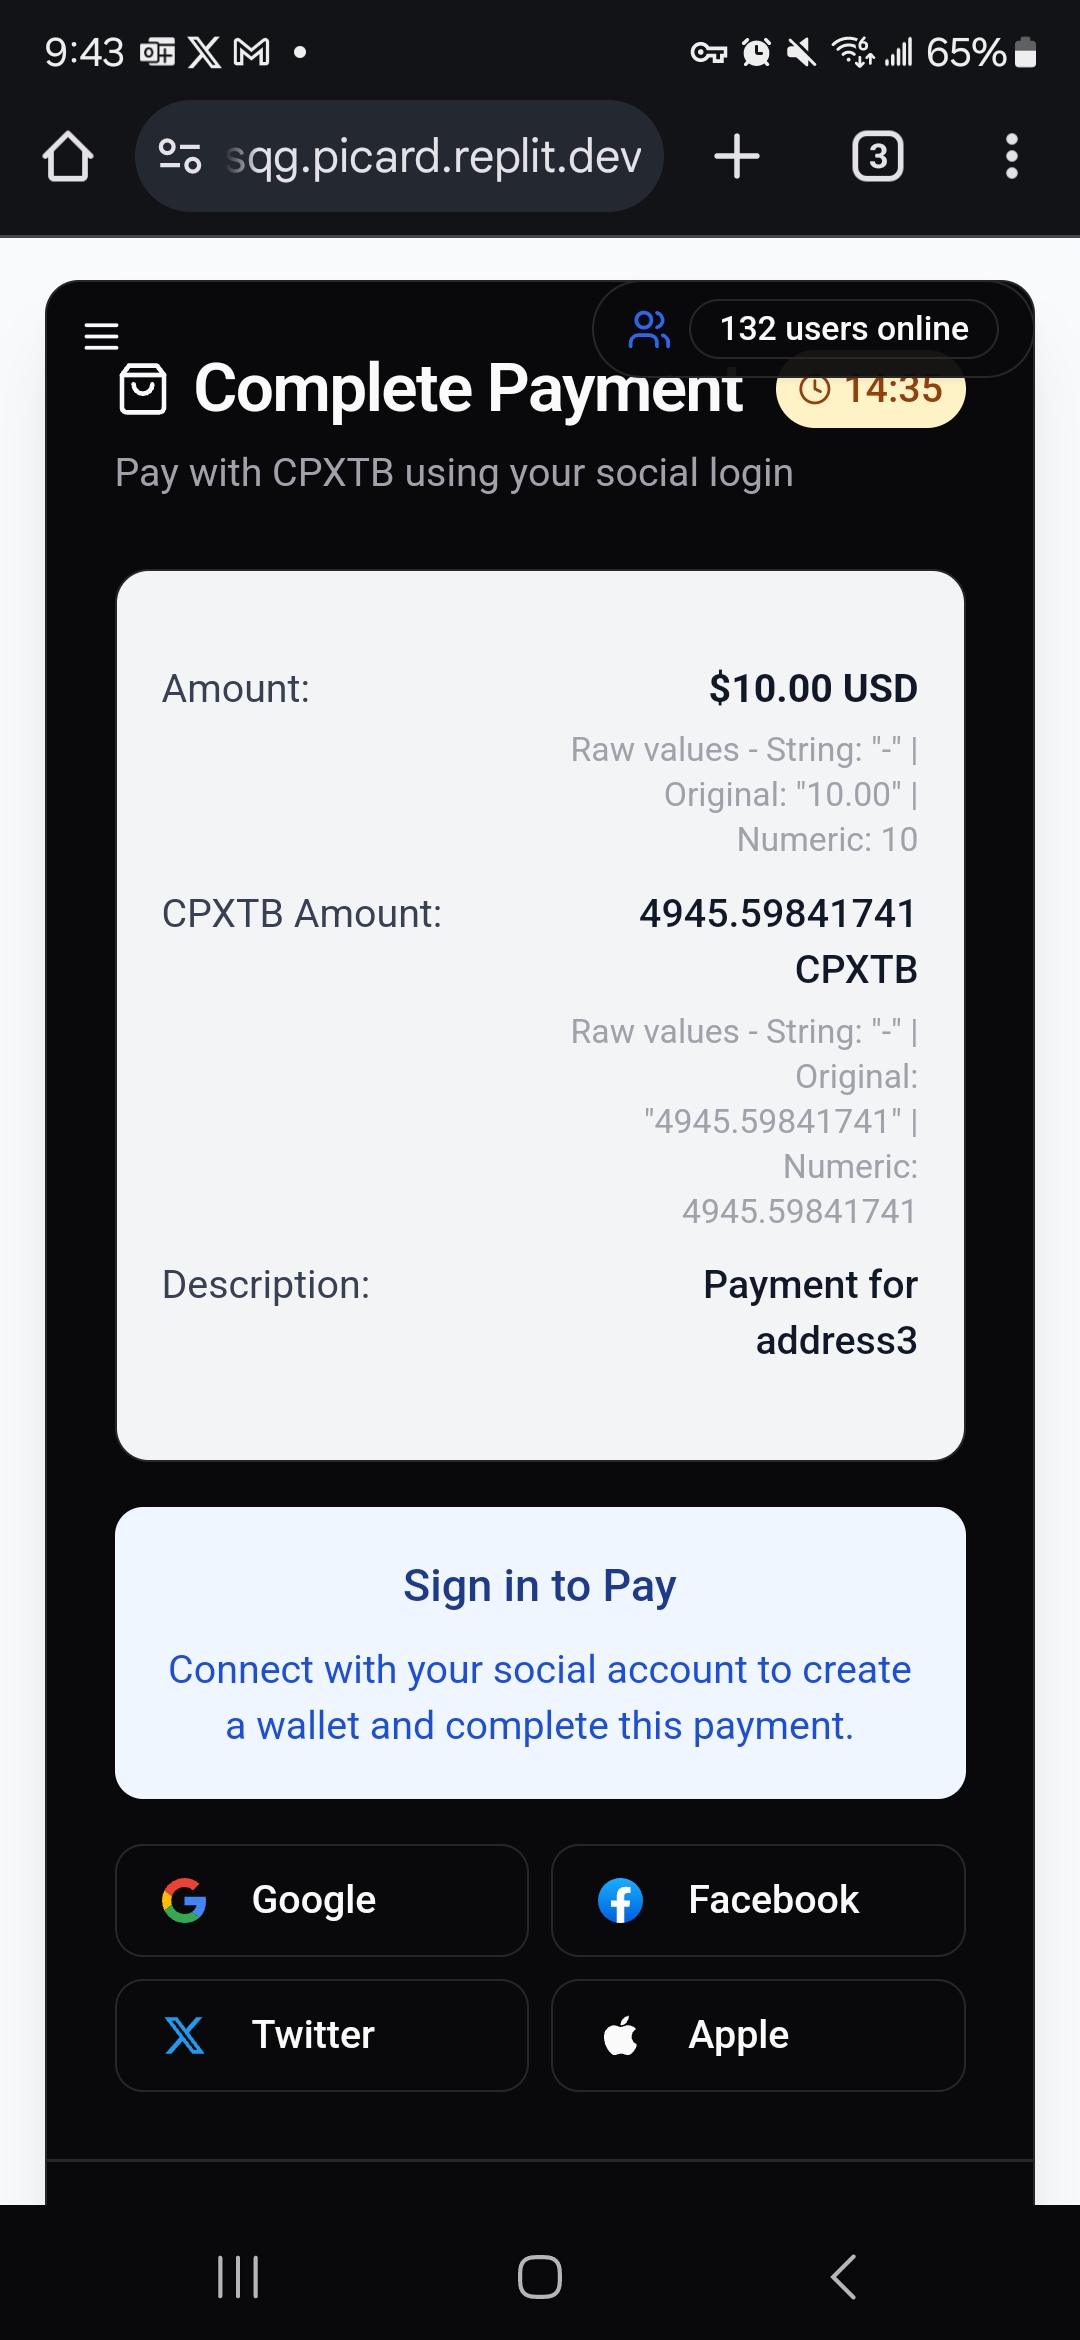 9:43
65%
sqg.picard.replit.dev
3
132 users online
Complete Payment
14:35
Pay with CPXTB using your social login
Amount:
$10.00 USD
Raw values - String: "-" |
Original: "10.00" |
Numeric: 10
CPXTB Amount:
4945.59841741
CPXTB
Raw values - String: "-" |
Original:
"4945.59841741" |
Numeric:
4945.59841741
Description:
Payment for
address3
Sign in to Pay
Connect with your social account to create
a wallet and complete this payment.
Google
Facebook
Twitter
Apple